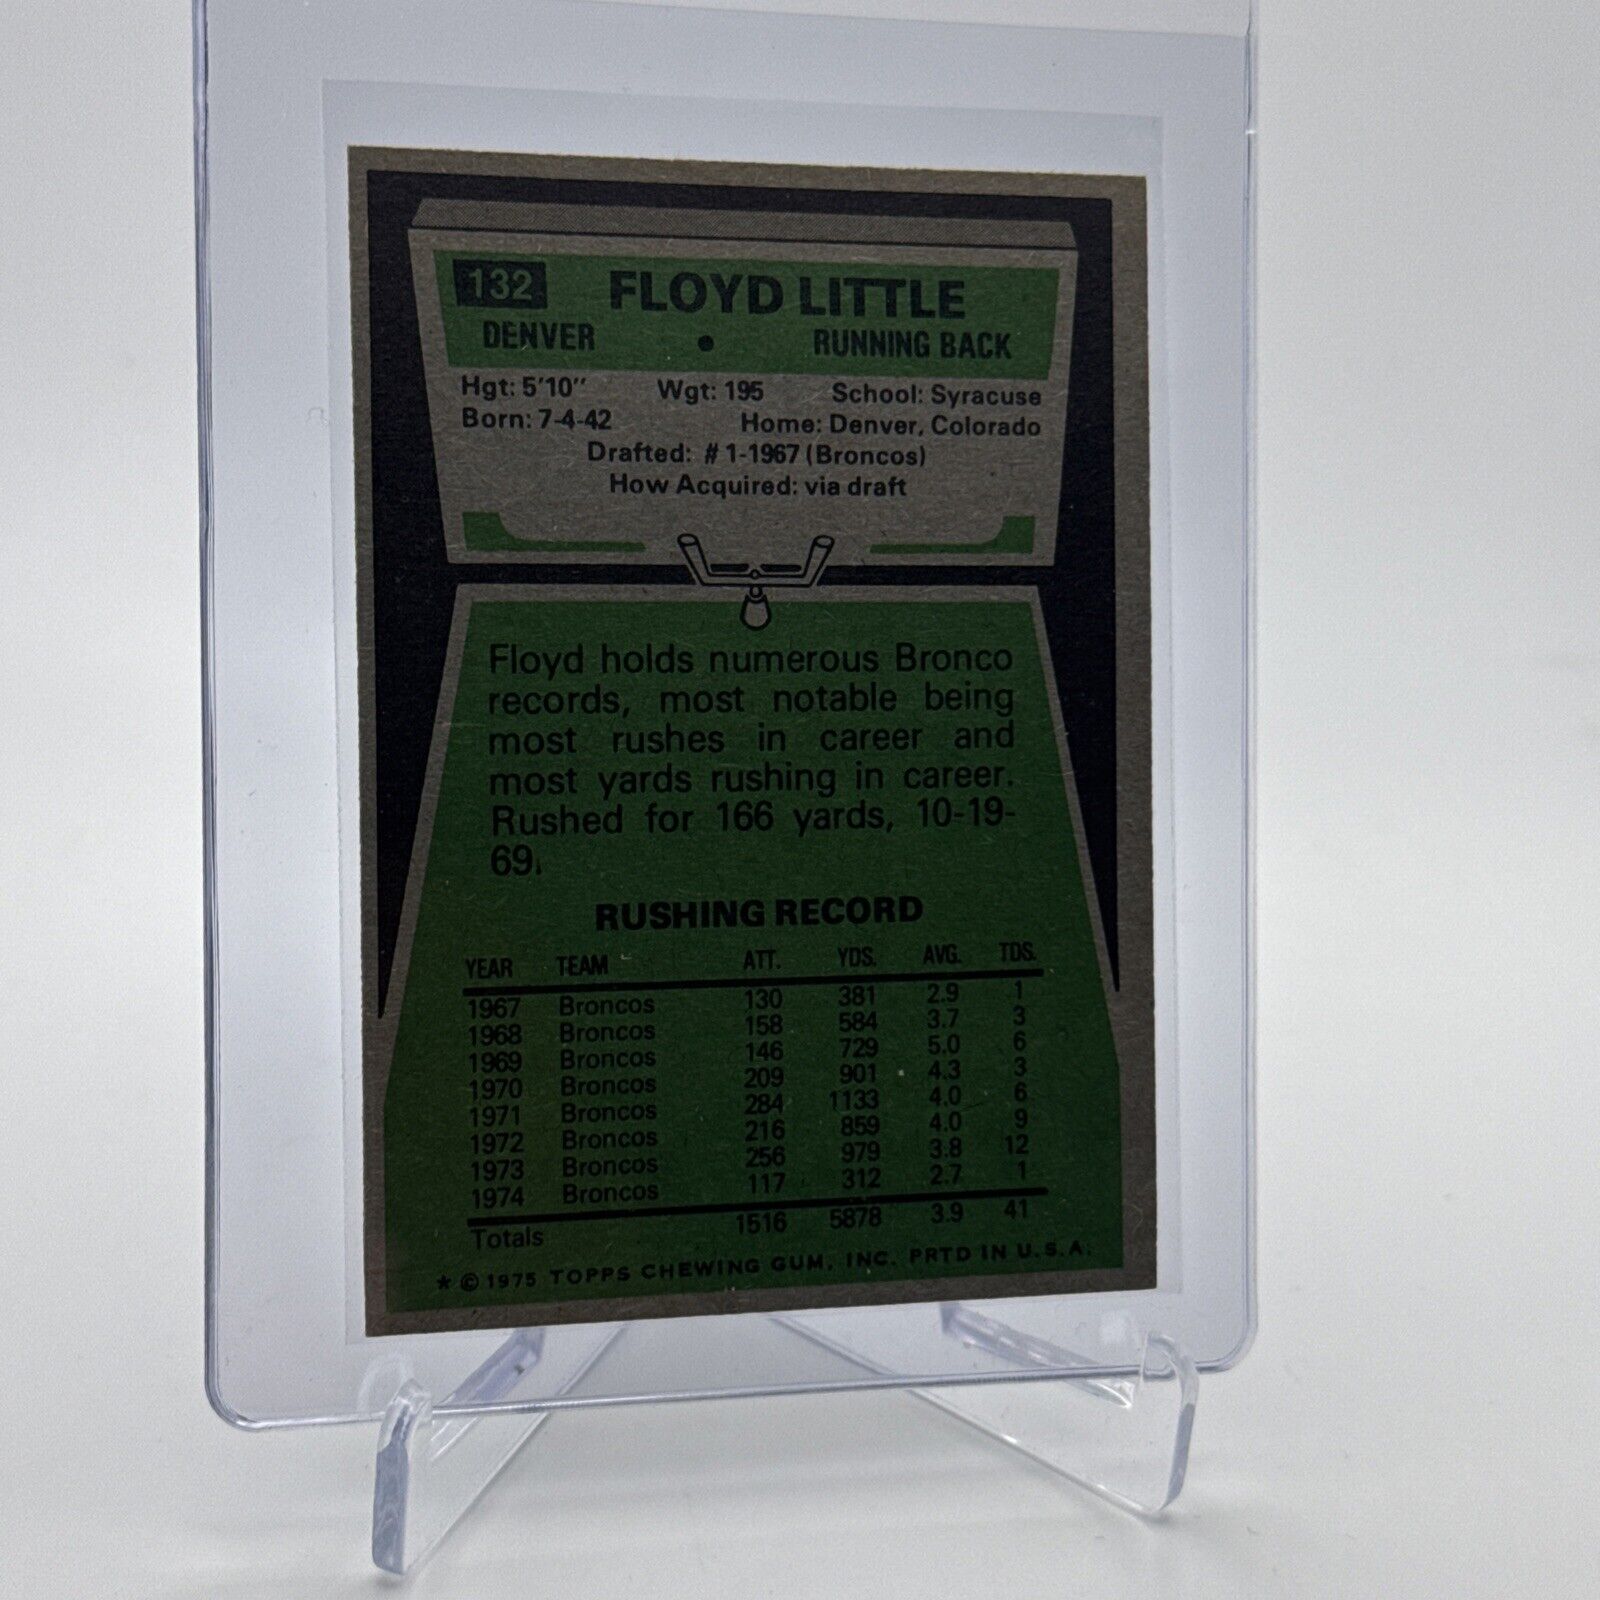 132 FLOYD LITTLE
DENVER • RUNNING BACK
Hgt: 5'10" Wgt: 195 School: Syracuse
Born: 7-4-42 Home: Denver, Colorado
Drafted: #1-1967 (Broncos)
How Acquired: via draft
Floyd holds numerous Bronco
records, most notable being
most rushes in career and
most yards rushing in career.
Rushed for 166 yards, 10-19-
69.
RUSHING RECORD
YEAR TEAM ATT. YDS. AVG. TDS.
1967 Broncos 130 381 2.9 1
1968 Broncos 158 584 3.7 3
1969 Broncos 146 729 5.0 6
1970 Broncos 209 901 4.3 3
1971 Broncos 284 1133 4.0 6
1972 Broncos 216 859 4.0 9
1973 Broncos 256 979 3.8 12
1974 Broncos 117 312 2.7 1
Totals 1516 5878 3.9 41
★ © 1975 TOPPS CHEWING GUM, INC. PRTD IN U.S.A.